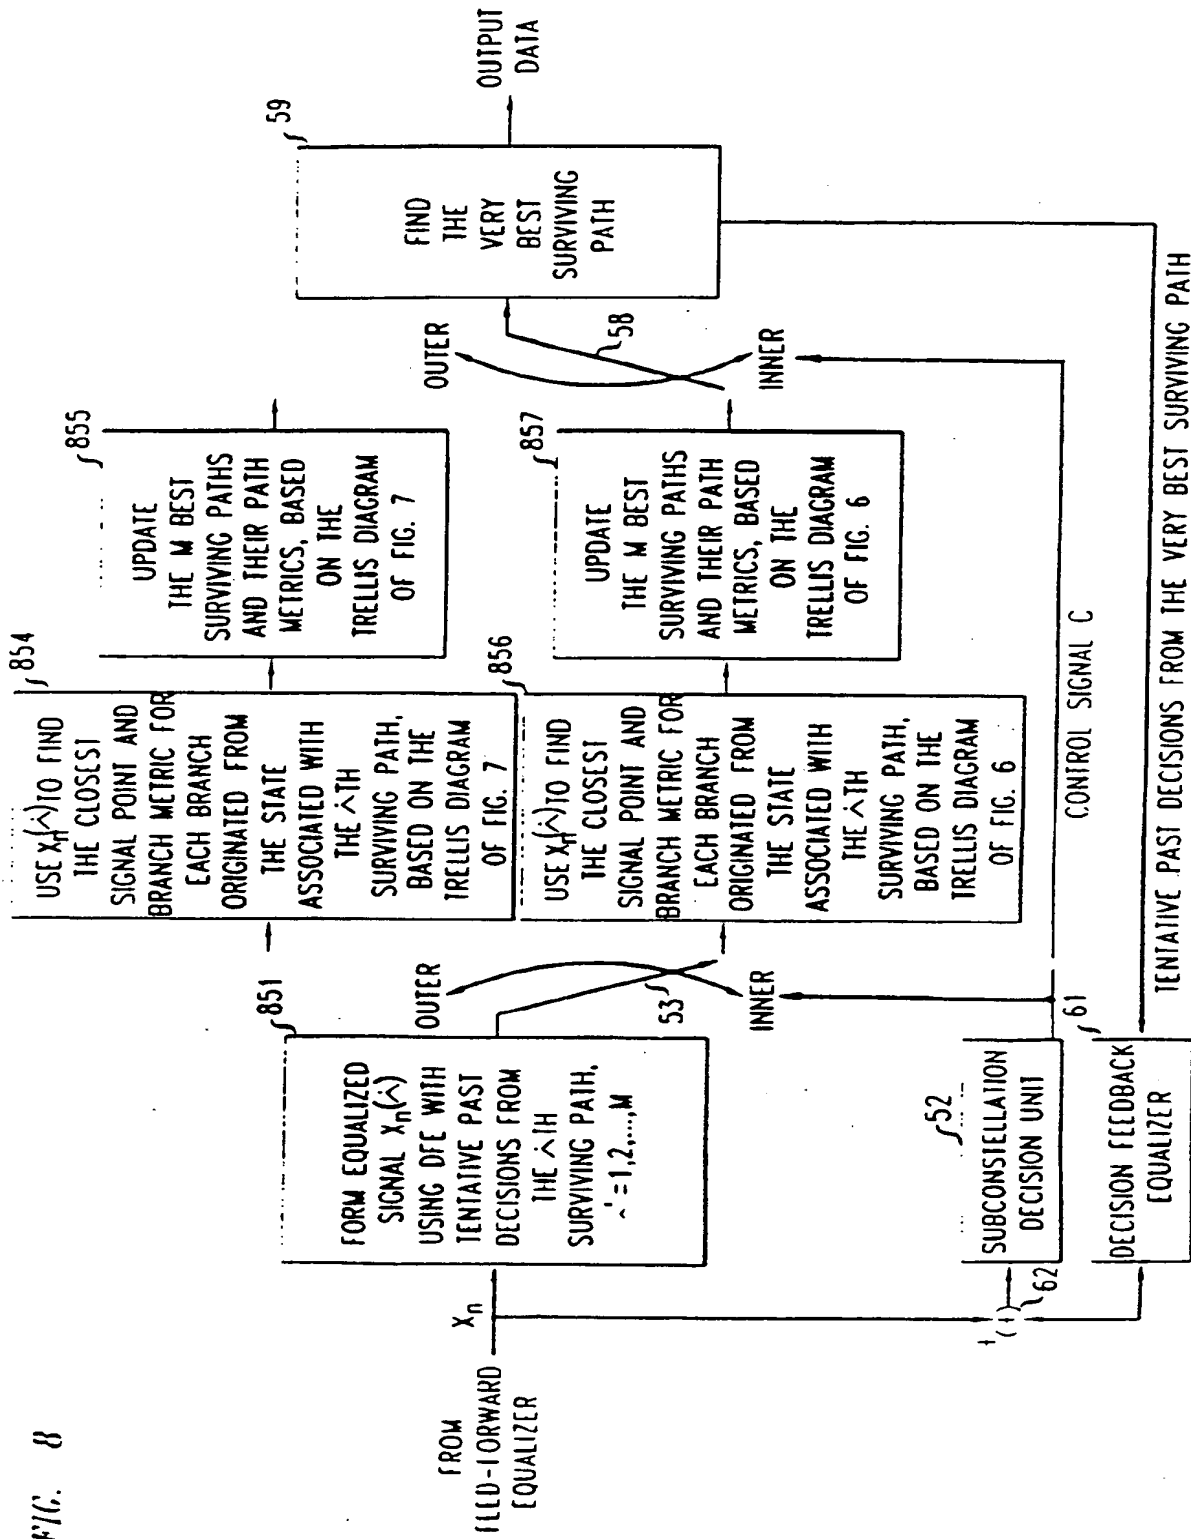 FIG. 8
FROM
FEED-FORWARD
EQUALIZER
Xn
851
FORM EQUALIZED
SIGNAL Xn(i)
USING DFE WITH
TENTATIVE PAST
DECISIONS FROM
THE iTH
SURVIVING PATH,
i=1,2,...,M
OUTER
53
INNER
854
USE Xn(i) TO FIND
THE CLOSEST
SIGNAL POINT AND
BRANCH METRIC FOR
EACH BRANCH
ORIGINATED FROM
THE STATE
ASSOCIATED WITH
THE iTH
SURVIVING PATH,
BASED ON THE
TRELLIS DIAGRAM
OF FIG. 7
855
UPDATE
THE M BEST
SURVIVING PATHS
AND THEIR PATH
METRICS, BASED
ON THE
TRELLIS DIAGRAM
OF FIG. 7
856
USE Xn(i) TO FIND
THE CLOSEST
SIGNAL POINT AND
BRANCH METRIC FOR
EACH BRANCH
ORIGINATED FROM
THE STATE
ASSOCIATED WITH
THE iTH
SURVIVING PATH,
BASED ON THE
TRELLIS DIAGRAM
OF FIG. 6
857
UPDATE
THE M BEST
SURVIVING PATHS
AND THEIR PATH
METRICS, BASED
ON THE
TRELLIS DIAGRAM
OF FIG. 6
OUTER
58
INNER
59
FIND
THE
VERY
BEST
SURVIVING
PATH
OUTPUT
DATA
+
(+)
62
52
SUBCONSTELLATION
DECISION UNIT
CONTROL SIGNAL C
61
DECISION FEEDBACK
EQUALIZER
TENTATIVE PAST DECISIONS FROM THE VERY BEST SURVIVING PATH